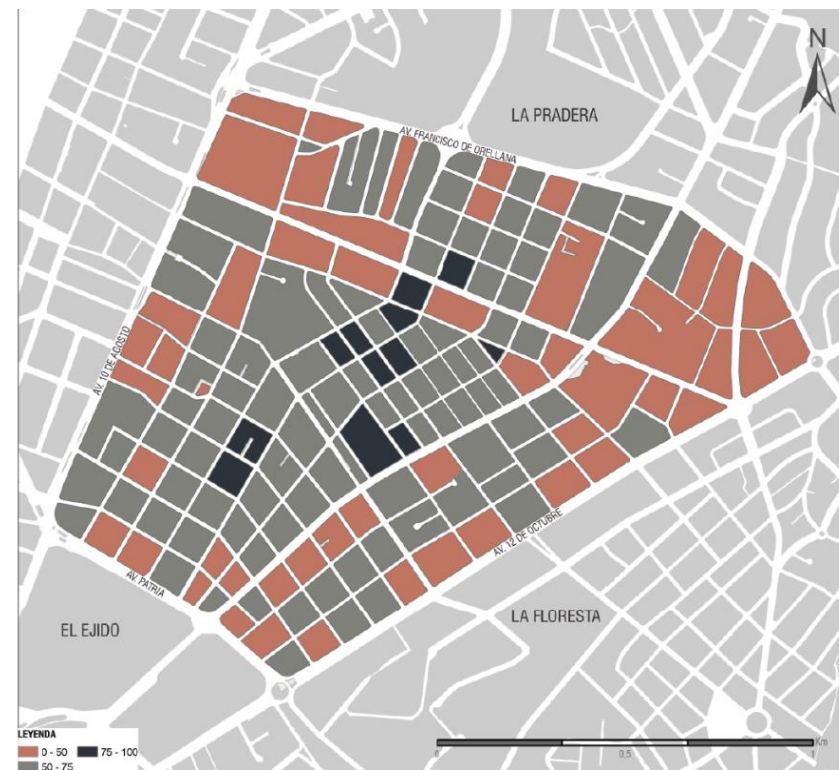 N
LA PRADERA
AV. FRANCISCO DE ORELLANA
AV. 10 DE AGOSTO
AV. 12 DE OCTUBRE
AV. PATRIA
LA FLORESTA
EL EJIDO
LEYENDA
0 - 50 75 - 100
50 - 75
Km
0 0,5 1